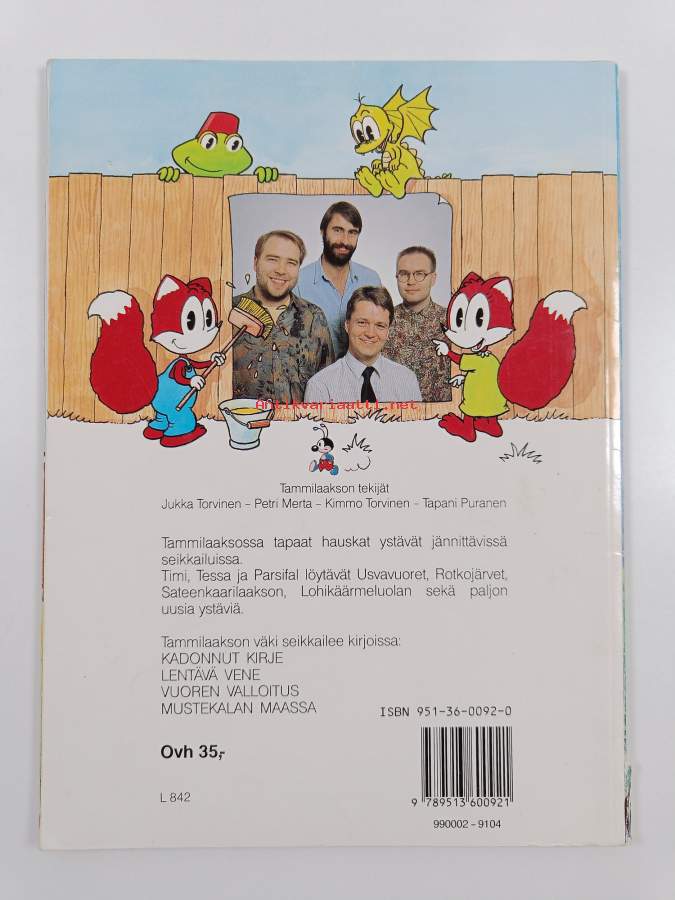 Antikvariaatti.net
Tammilaakson tekijät
Jukka Torvinen – Petri Merta – Kimmo Torvinen – Tapani Puranen
Tammilaaksossa tapaat hauskat ystävät jännittävissä
seikkailuissa.
Timi, Tessa ja Parsifal löytävät Usvavuoret, Rotkojärvet,
Sateenkaarilaakson, Lohikäärmeluolan sekä paljon
uusia ystäviä.
Tammilaakson väki seikkailee kirjoissa:
KADONNUT KIRJE
LENTÄVÄ VENE
VUOREN VALLOITUS
MUSTEKALAN MAASSA
ISBN 951-36-0092-0
Ovh 35,-
L 842
9 789513 600921
990002 – 9104